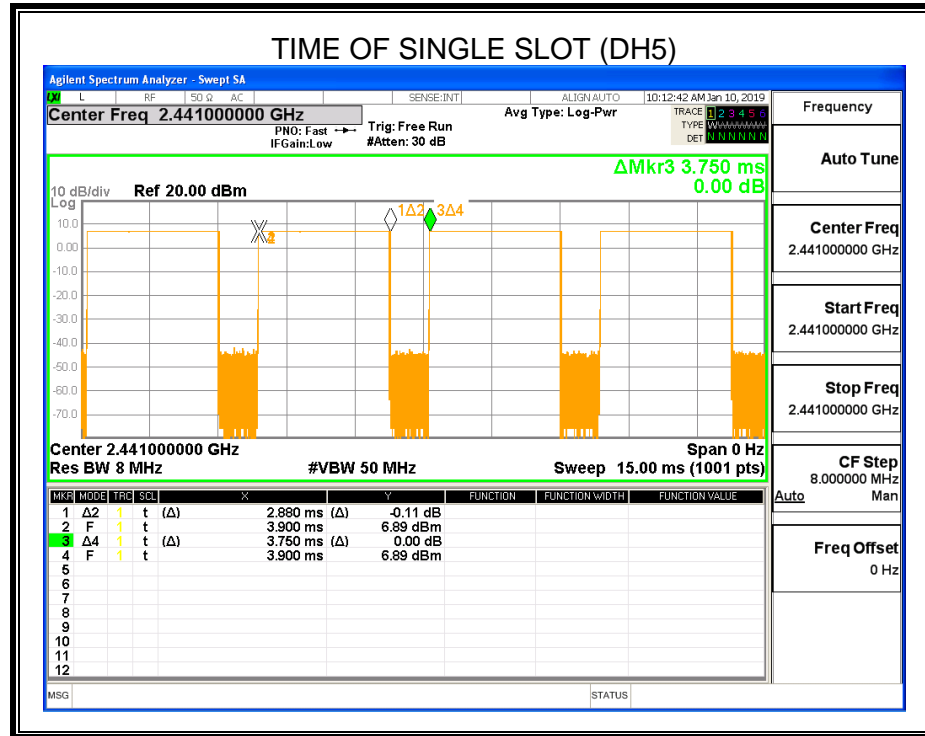 TIME OF SINGLE SLOT (DH5)
Agilent Spectrum Analyzer - Swept SA
LXI L RF 50 Ω AC SENSE:INT ALIGN AUTO 10:12:42 AM Jan 10, 2019
Center Freq 2.441000000 GHz
Avg Type: Log-Pwr
TRACE 1 2 3 4 5 6
PNO: Fast
Trig: Free Run
TYPE WWWWWW
IFGain:Low
#Atten: 30 dB
DET N N N N N N
ΔMkr3 3.750 ms
0.00 dB
10 dB/div Ref 20.00 dBm
Log
10.0
0.00
-10.0
-20.0
-30.0
-40.0
-50.0
-60.0
-70.0
1Δ2 3Δ4
Center 2.441000000 GHz Span 0 Hz
Res BW 8 MHz #VBW 50 MHz Sweep 15.00 ms (1001 pts)
MKR MODE TRC SCL X Y FUNCTION FUNCTION WIDTH FUNCTION VALUE
1 Δ2 1 t (Δ) 2.880 ms (Δ) -0.11 dB
2 F 1 t 3.900 ms 6.89 dBm
3 Δ4 1 t (Δ) 3.750 ms (Δ) 0.00 dB
4 F 1 t 3.900 ms 6.89 dBm
5
6
7
8
9
10
11
12
MSG STATUS
Frequency
Auto Tune
Center Freq
2.441000000 GHz
Start Freq
2.441000000 GHz
Stop Freq
2.441000000 GHz
CF Step
8.000000 MHz
Auto Man
Freq Offset
0 Hz